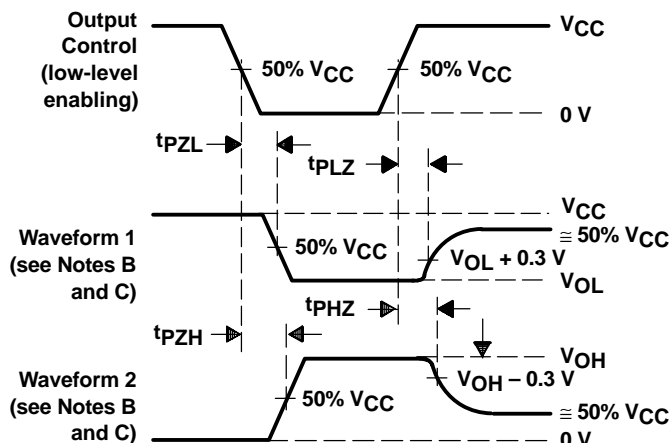 Output
Control
(low-level
enabling)
50% VCC
50% VCC
VCC
0 V
tPZL
tPLZ
Waveform 1
(see Notes B
and C)
50% VCC
VCC
≅ 50% VCC
VOL + 0.3 V
VOL
tPZH
tPHZ
Waveform 2
(see Notes B
and C)
50% VCC
VOH
VOH – 0.3 V
≅ 50% VCC
0 V